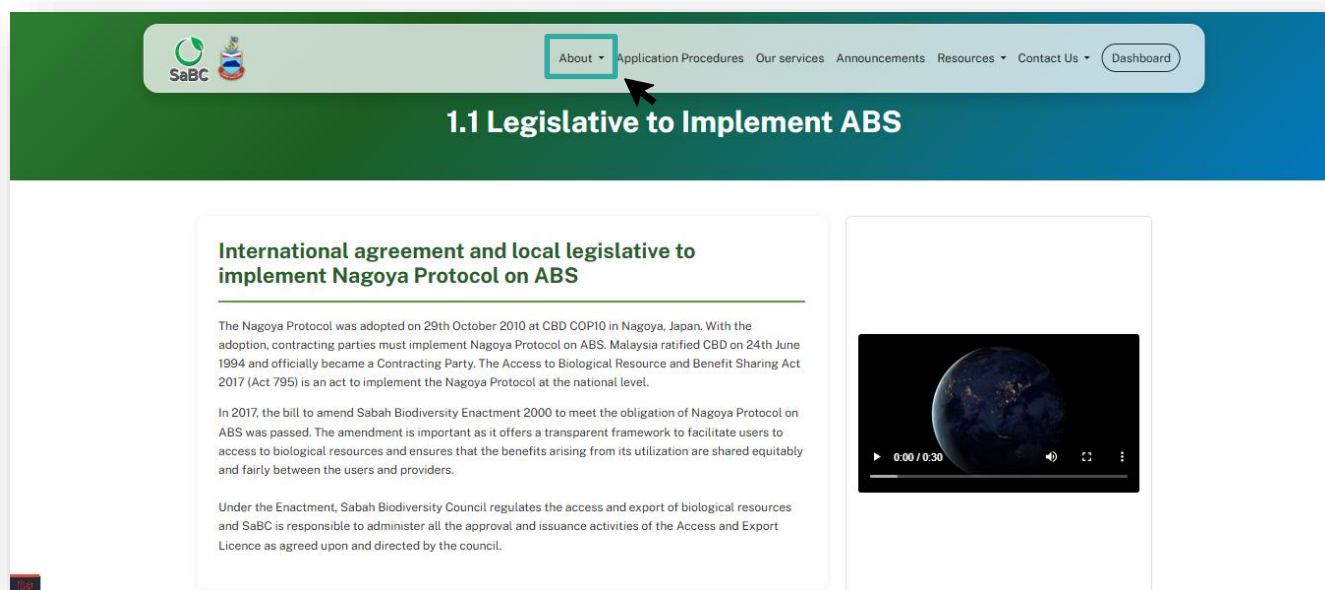 SaBC
About Application Procedures Our services Announcements Resources Contact Us Dashboard
1.1 Legislative to Implement ABS
International agreement and local legislative to
implement Nagoya Protocol on ABS
The Nagoya Protocol was adopted on 29th October 2010 at CBD COP10 in Nagoya, Japan. With the
adoption, contracting parties must implement Nagoya Protocol on ABS. Malaysia ratified CBD on 24th June
1994 and officially became a Contracting Party. The Access to Biological Resource and Benefit Sharing Act
2017 (Act 795) is an act to implement the Nagoya Protocol at the national level.
In 2017, the bill to amend Sabah Biodiversity Enactment 2000 to meet the obligation of Nagoya Protocol on
ABS was passed. The amendment is important as it offers a transparent framework to facilitate users to
access to biological resources and ensures that the benefits arising from its utilization are shared equitably
and fairly between the users and providers.
Under the Enactment, Sabah Biodiversity Council regulates the access and export of biological resources
and SaBC is responsible to administer all the approval and issuance activities of the Access and Export
Licence as agreed upon and directed by the council.
0:00 / 0:30